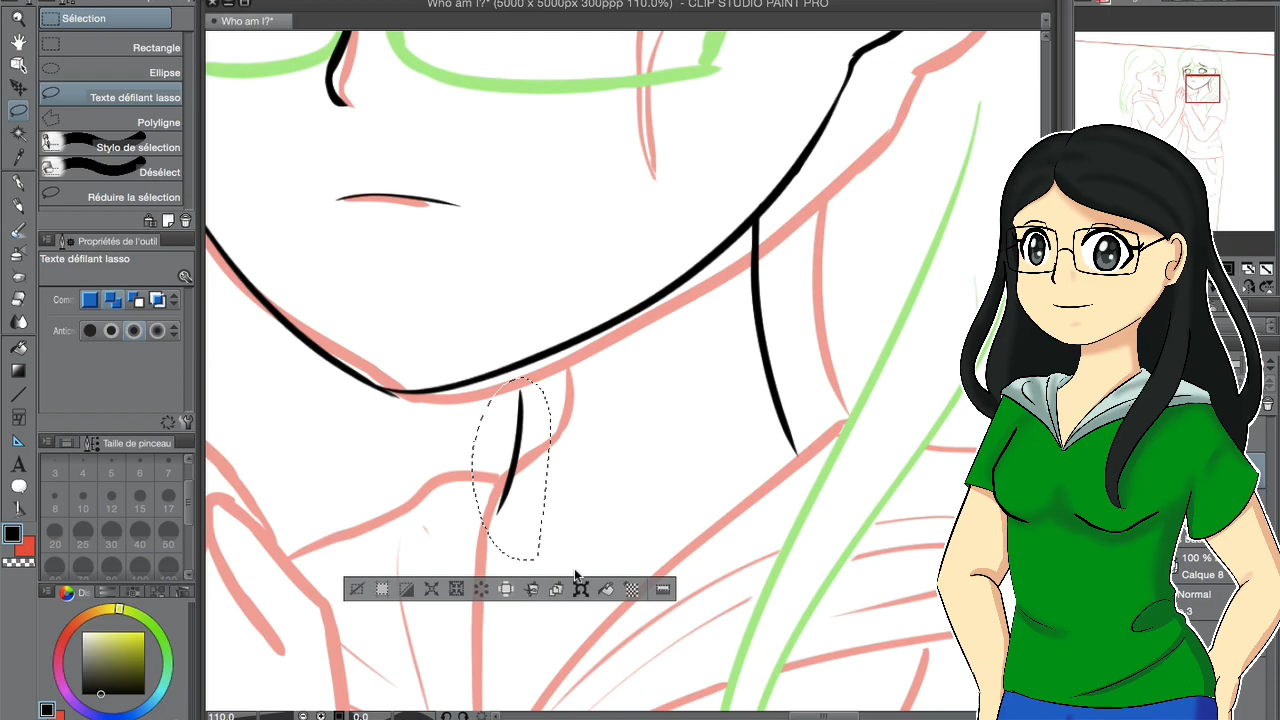 Who am I?* (5000 x 5000px 300ppp 110.0%) - CLIP STUDIO PAINT PRO
Sélection
Who am I?*
Rectangle
Ellipse
Texte défilant lasso
Polyligne
Stylo de sélection
Désélect
Réduire la sélection
Propriétés de l'outil
Texte défilant lasso
Com
Antic
Taille de pinceau
3 4 5 6 7
8 10 12 15 17
20 25 30 40 50
100 %
Calque 8
Normal
3
110.0
0.0